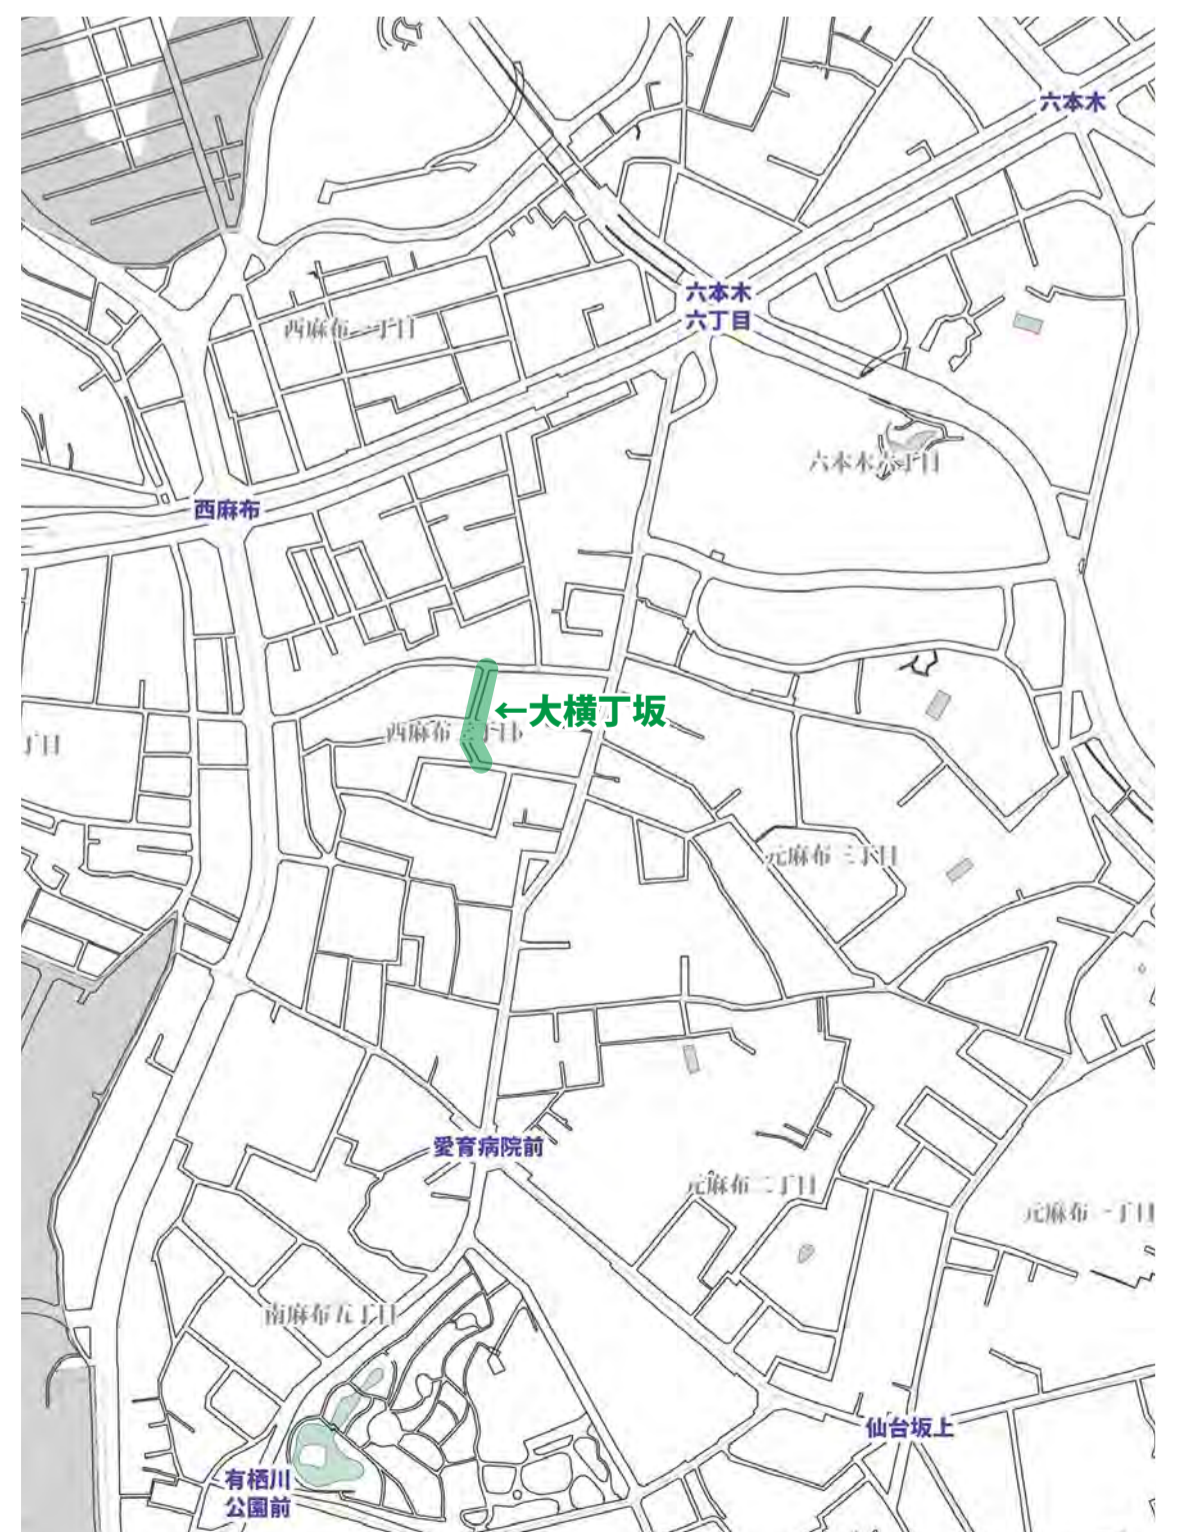 六本木
六本木
六丁目
西麻布一丁目
六本木六丁目
西麻布
←大横丁坂
西麻布三丁目
丁目
元麻布三丁目
愛育病院前
元麻布二丁目
元麻布一丁目
南麻布五丁目
仙台坂上
有栖川
公園前